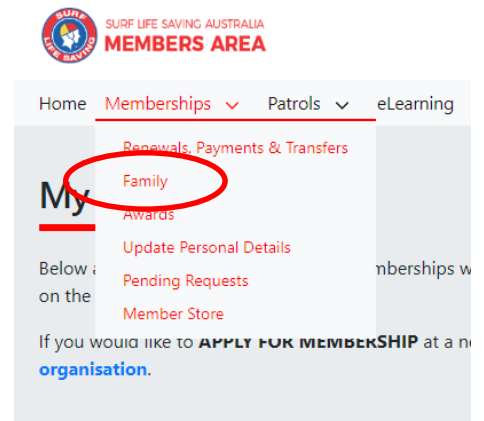 SURF
LIFE SAVING
SURF LIFE SAVING AUSTRALIA
MEMBERS AREA
Home Memberships Patrols eLearning
Renewals, Payments & Transfers
Family
Awards
Update Personal Details
Pending Requests
Member Store
My
Below
mberships w
on the
If you would like to APPLY FOR MEMBERSHIP at a n
organisation.